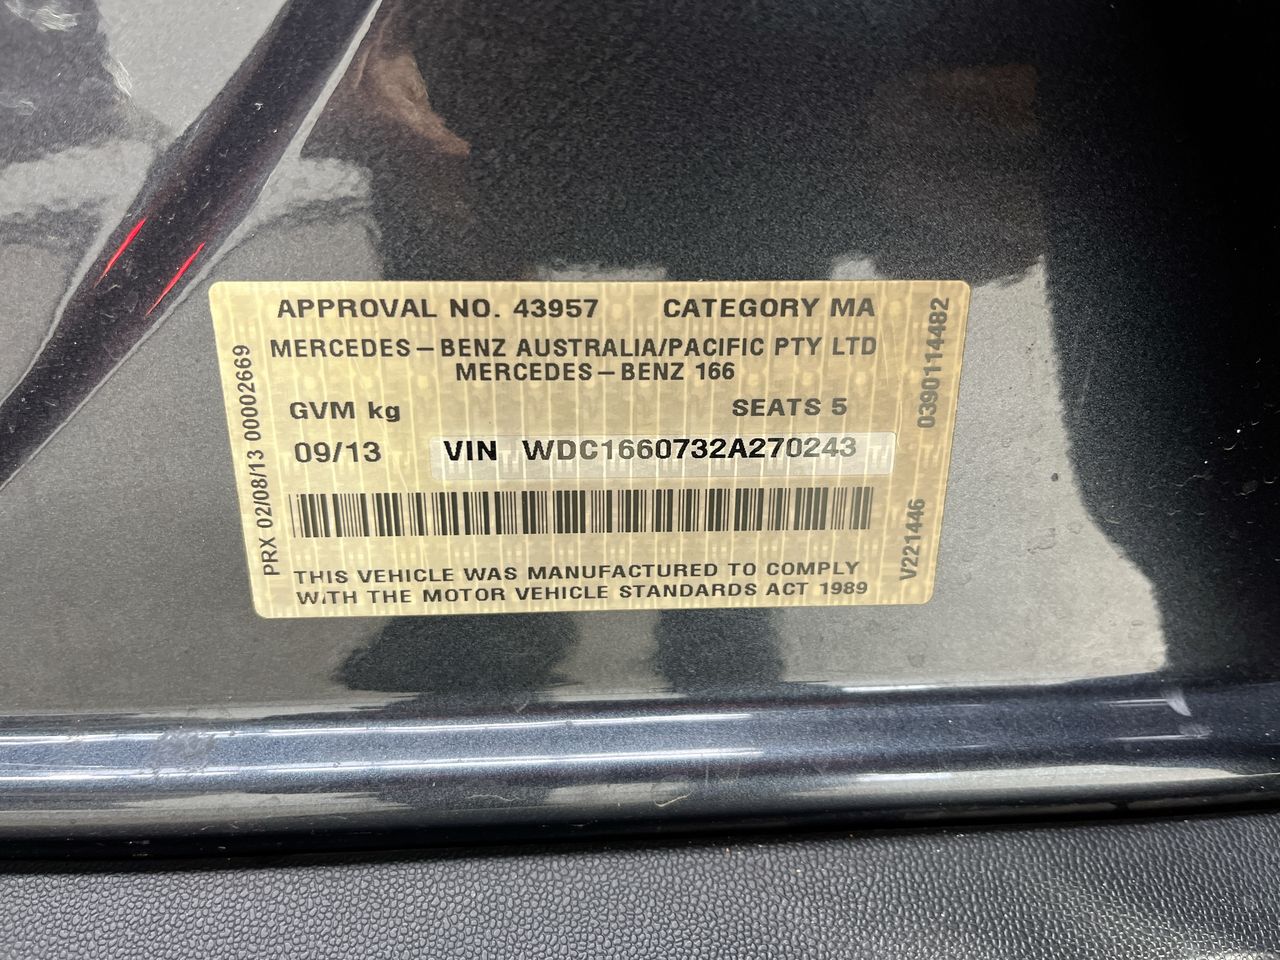 APPROVAL NO. 43957 CATEGORY MA
MERCEDES-BENZ AUSTRALIA/PACIFIC PTY LTD
MERCEDES-BENZ 166
GVM kg SEATS 5
09/13 VIN WDC1660732A270243
THIS VEHICLE WAS MANUFACTURED TO COMPLY
WITH THE MOTOR VEHICLE STANDARDS ACT 1989
PRX 02/08/13 00002669
V221446 0390114482